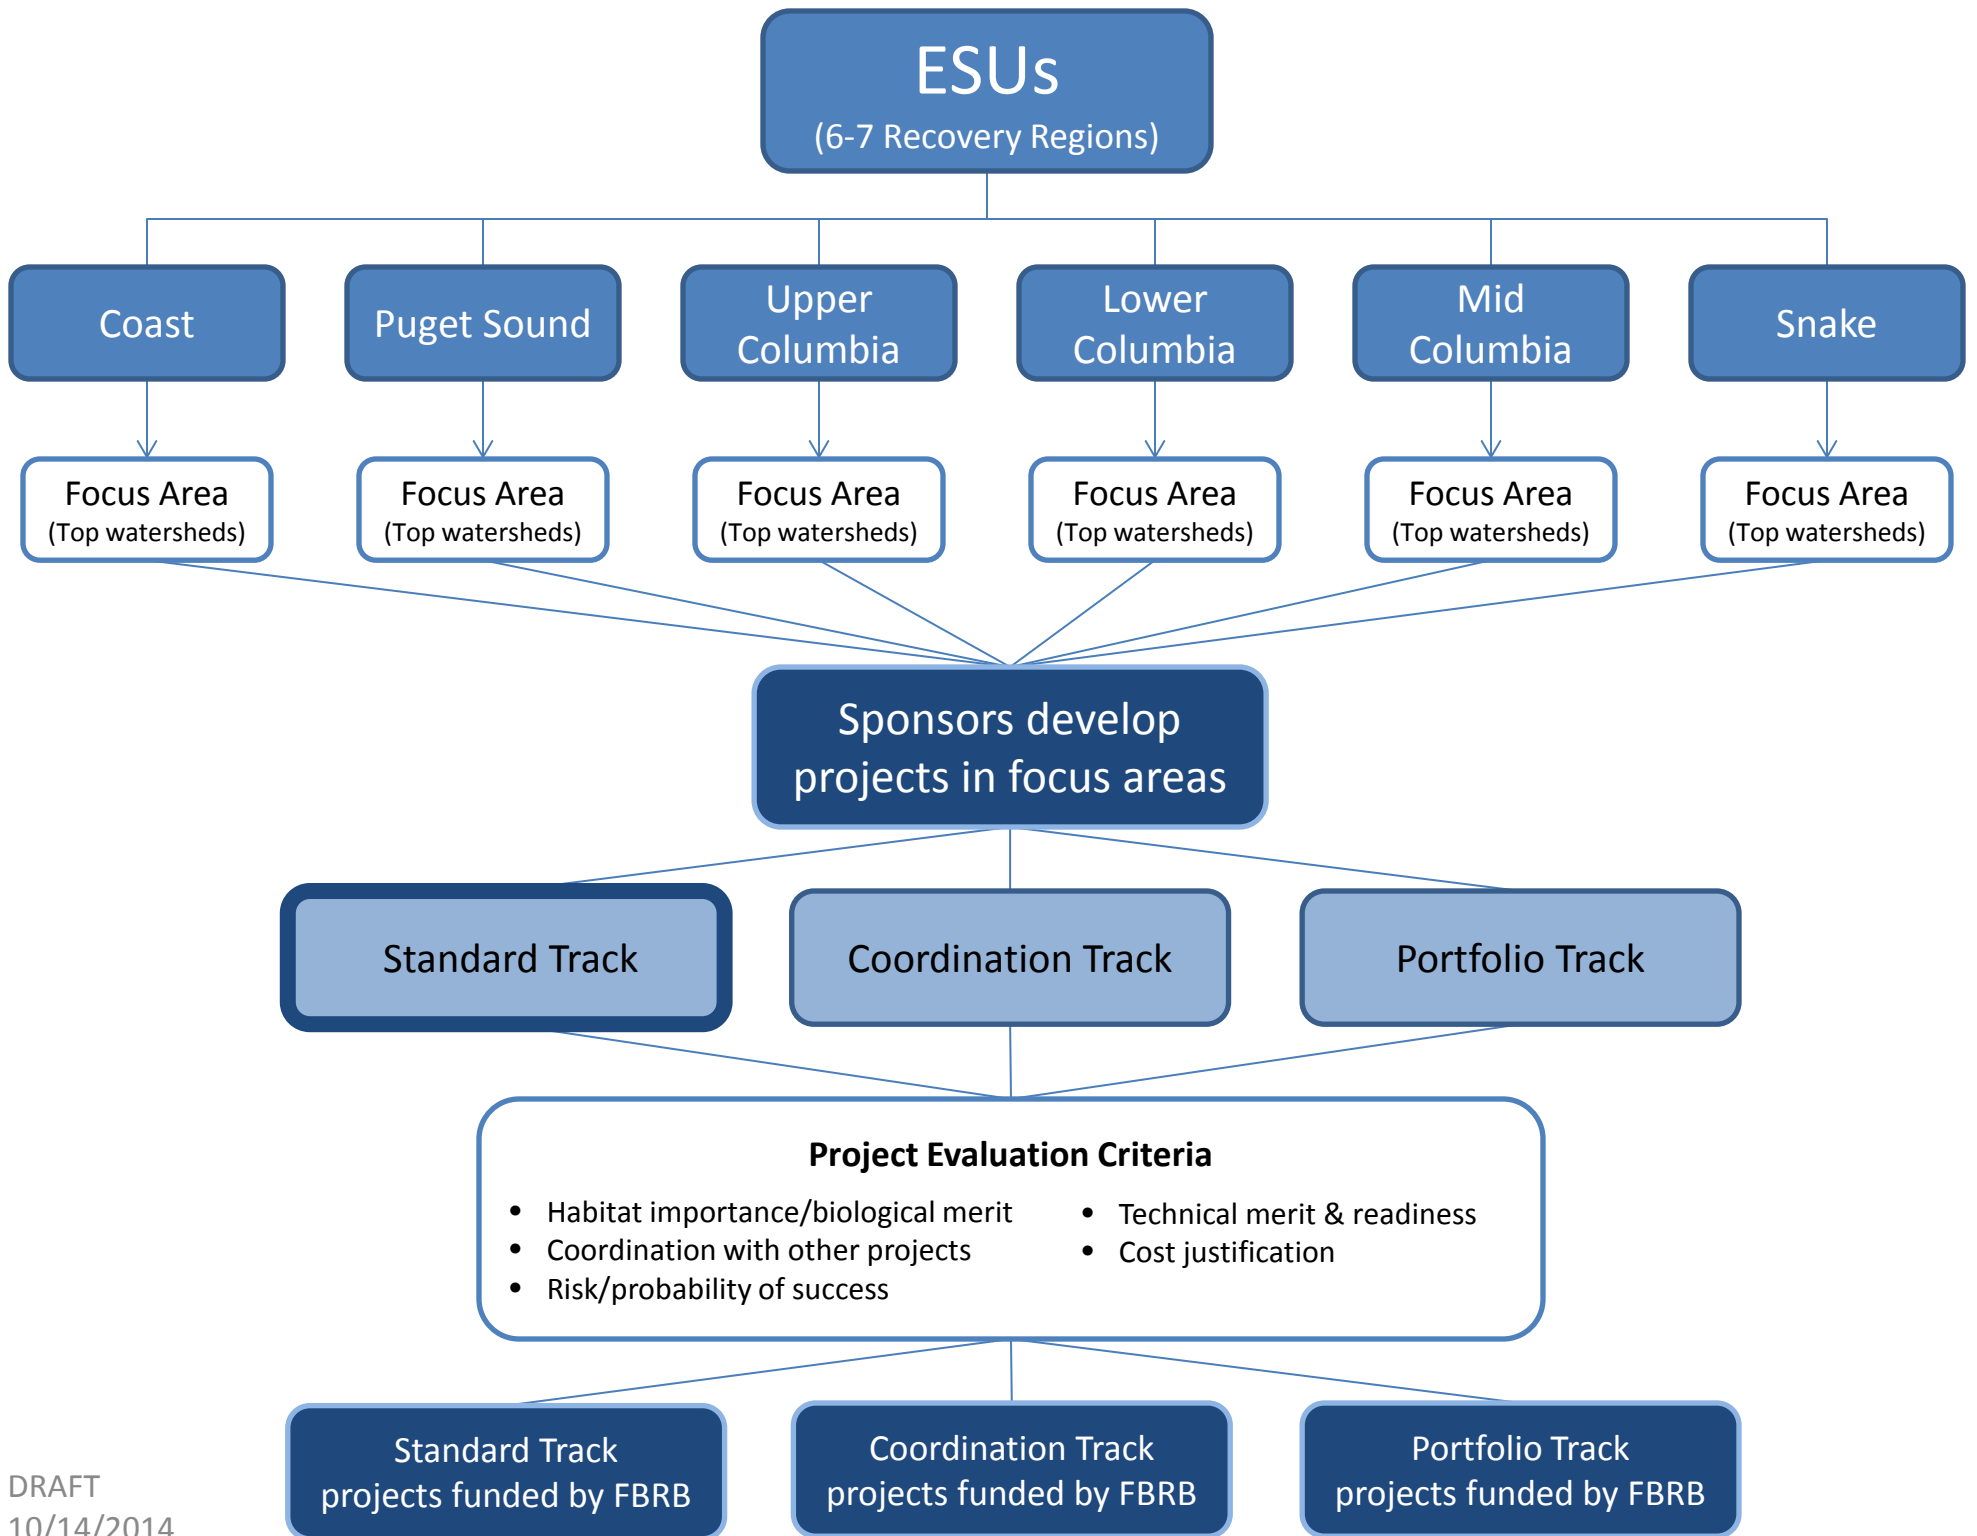 ESUs
(6-7 Recovery Regions)
Coast
Puget Sound
Upper
Columbia
Lower
Columbia
Mid
Columbia
Snake
Focus Area
(Top watersheds)
Focus Area
(Top watersheds)
Focus Area
(Top watersheds)
Focus Area
(Top watersheds)
Focus Area
(Top watersheds)
Focus Area
(Top watersheds)
Sponsors develop
projects in focus areas
Standard Track
Coordination Track
Portfolio Track
Project Evaluation Criteria
• Habitat importance/biological merit
• Coordination with other projects
• Risk/probability of success
• Technical merit & readiness
• Cost justification
Standard Track
projects funded by FBRB
Coordination Track
projects funded by FBRB
Portfolio Track
projects funded by FBRB
DRAFT
10/14/2014